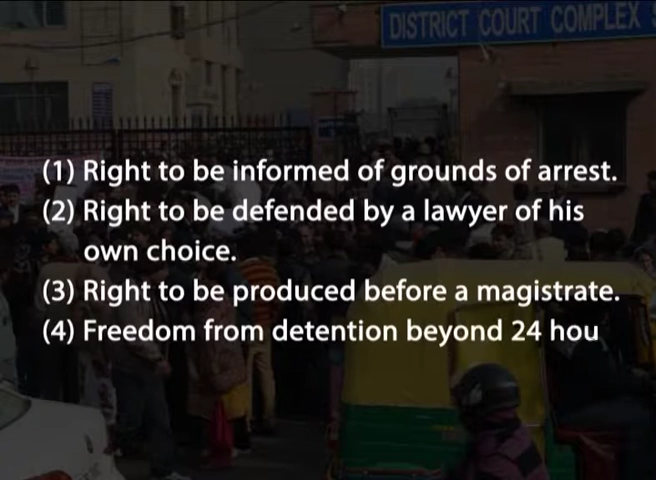 DISTRICT COURT COMPLEX
(1) Right to be informed of grounds of arrest.
(2) Right to be defended by a lawyer of his
own choice.
(3) Right to be produced before a magistrate.
(4) Freedom from detention beyond 24 hou